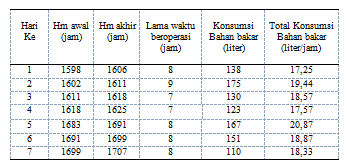 Hari Ke Hm awal (jam) Hm akhir (jam) Lama waktu beroperasi (jam) Konsumsi Bahan bakar (liter) Total Konsumsi Bahan bakar (liter/jam)
1 1598 1606 8 138 17,25
2 1602 1611 9 175 19,44
3 1611 1618 7 130 18,57
4 1618 1625 7 123 17,57
5 1683 1691 8 167 20,87
6 1691 1699 8 151 18,87
7 1699 1707 8 110 18,33